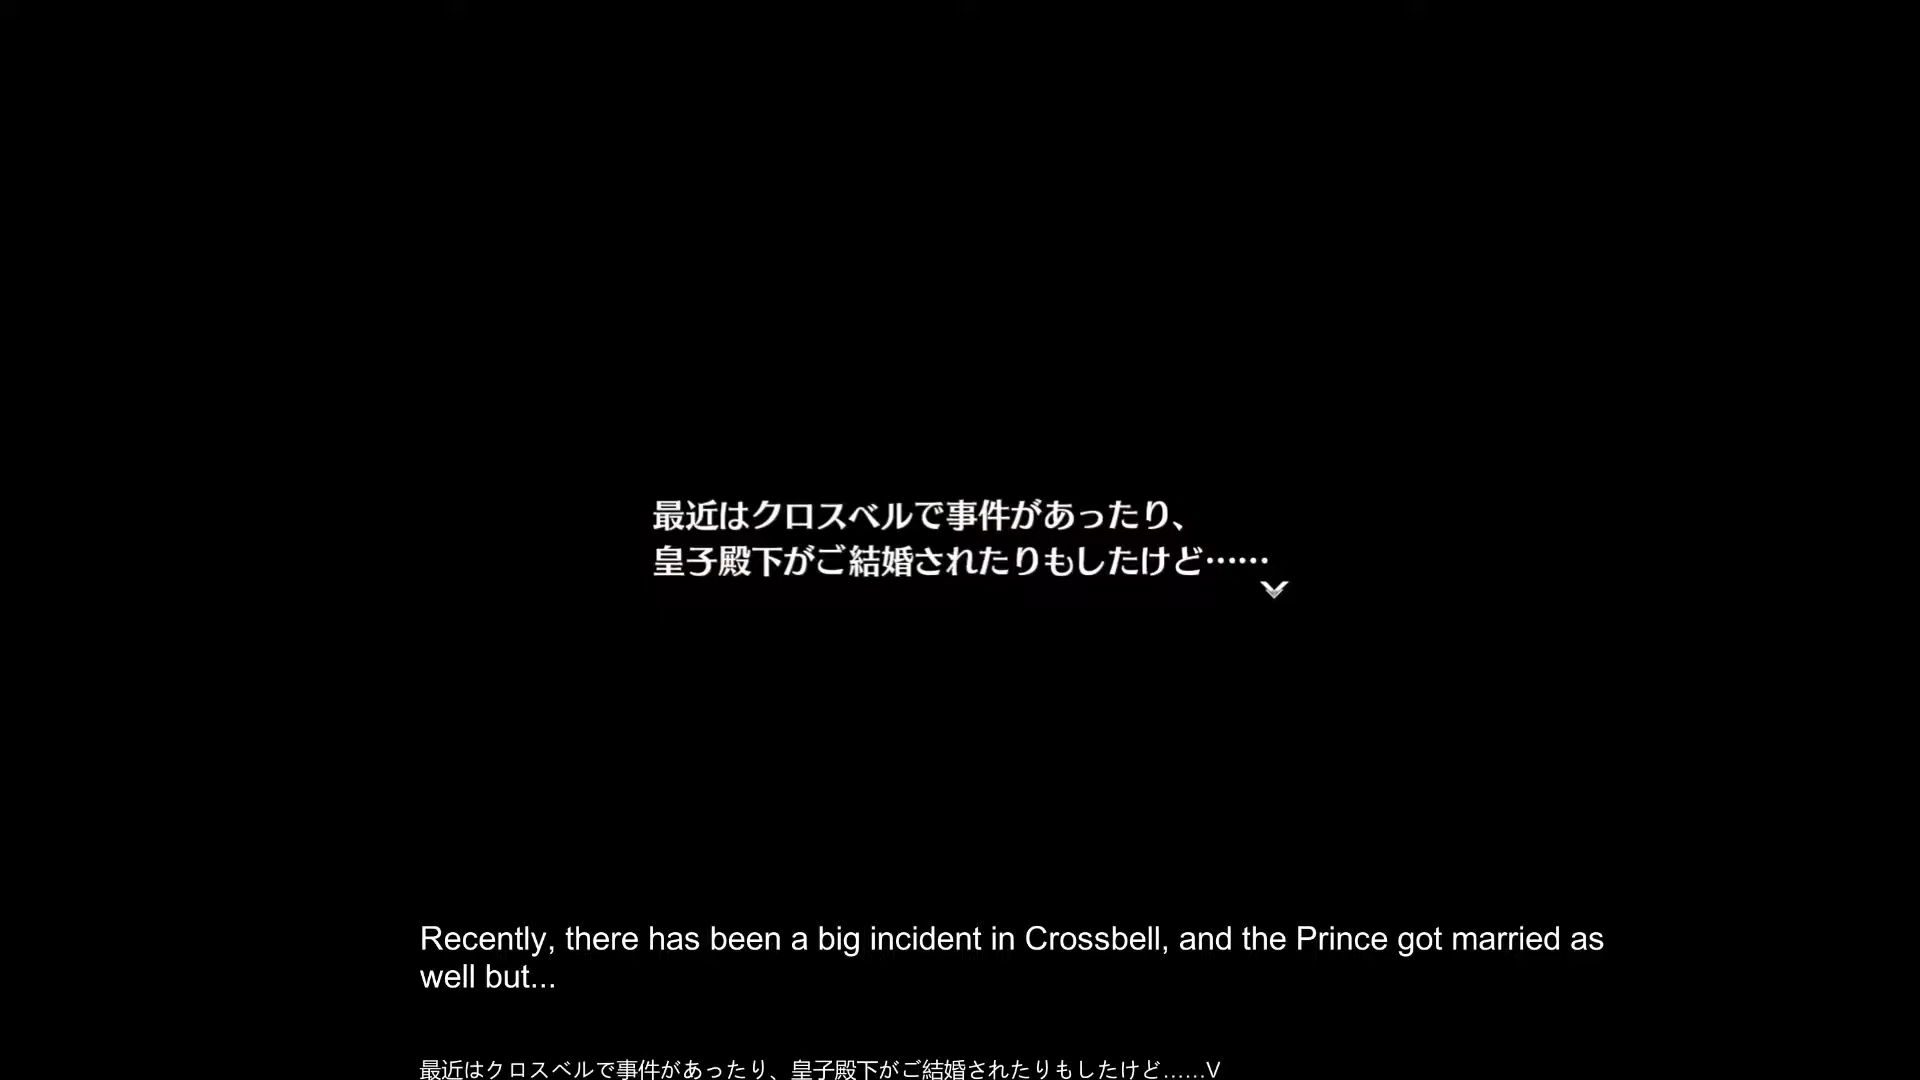 最近はクロスベルで事件があったり、
皇子殿下がご結婚されたりもしたけど……
Recently, there has been a big incident in Crossbell, and the Prince got married as
well but...
最近はクロスベルで事件があったり、皇子殿下がご結婚されたりもしたけど......V